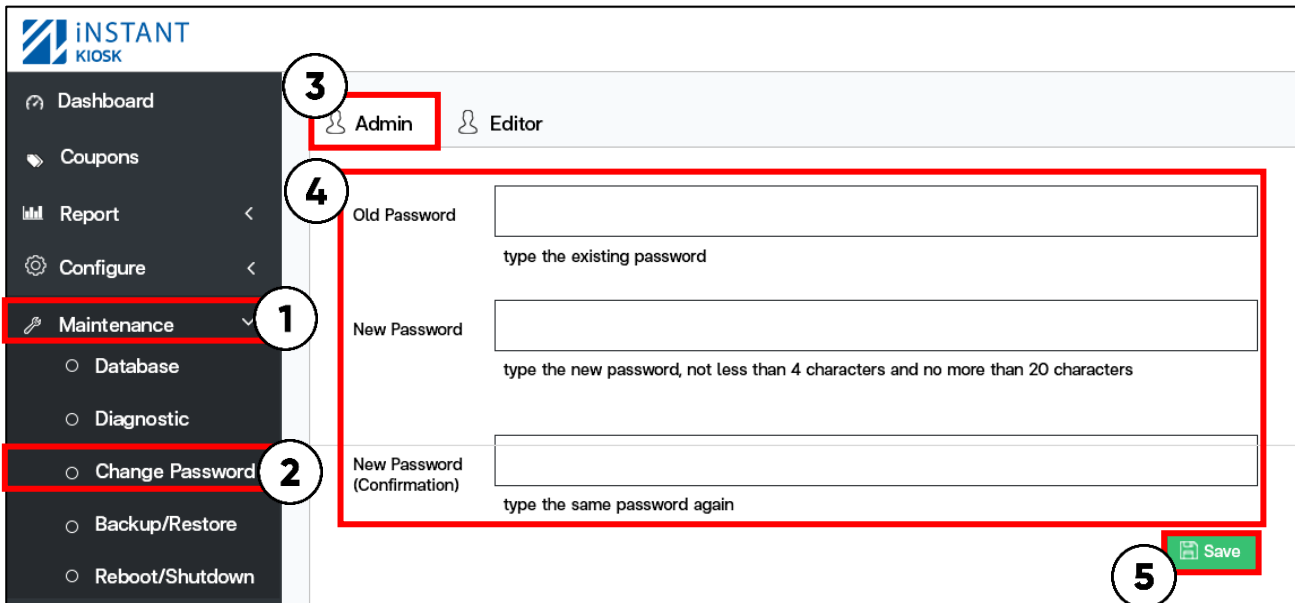 iNSTANT
KIOSK
Dashboard
Coupons
Report
Configure
1
Maintenance
Database
Diagnostic
2
Change Password
Backup/Restore
Reboot/Shutdown
3
Admin
Editor
4
Old Password
type the existing password
New Password
type the new password, not less than 4 characters and no more than 20 characters
New Password
(Confirmation)
type the same password again
5
Save